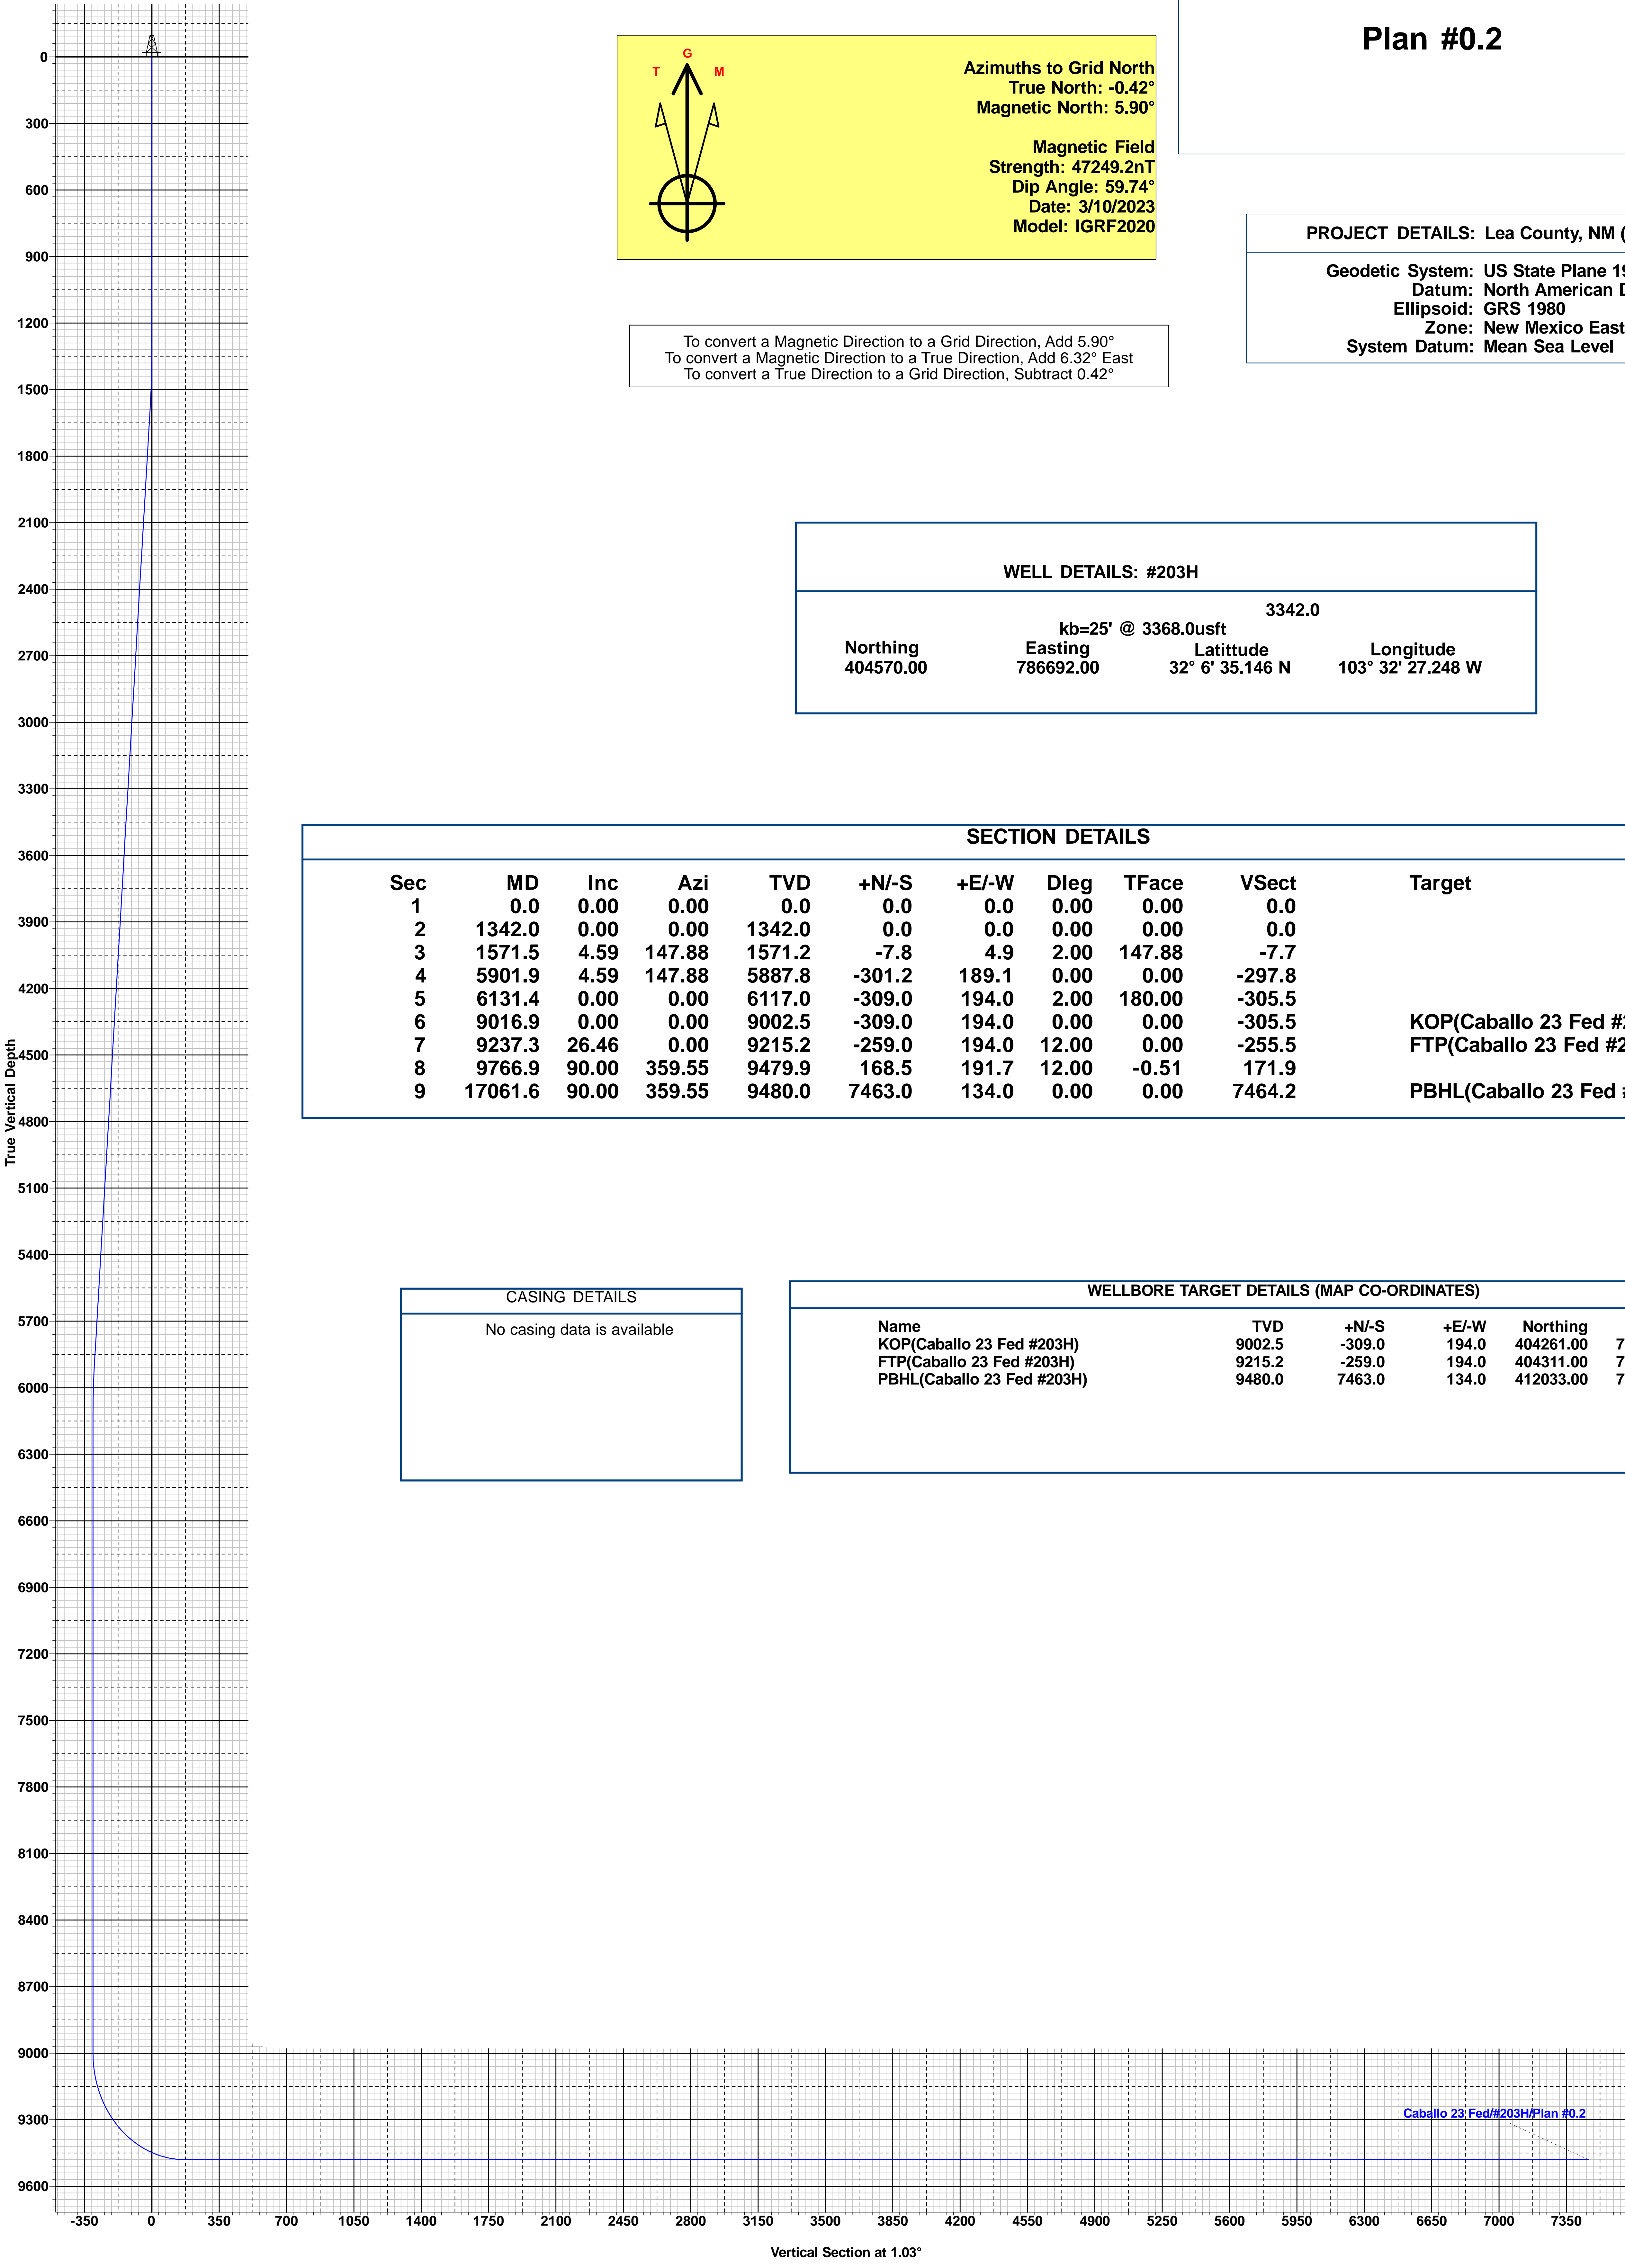 Plan #0.2
G
T M
Azimuths to Grid North
True North: -0.42°
Magnetic North: 5.90°
Magnetic Field
Strength: 47249.2nT
Dip Angle: 59.74°
Date: 3/10/2023
Model: IGRF2020
PROJECT DETAILS: Lea County, NM (
Geodetic System: US State Plane 19
Datum: North American D
Ellipsoid: GRS 1980
Zone: New Mexico East
System Datum: Mean Sea Level
To convert a Magnetic Direction to a Grid Direction, Add 5.90°
To convert a Magnetic Direction to a True Direction, Add 6.32° East
To convert a True Direction to a Grid Direction, Subtract 0.42°
WELL DETAILS: #203H
3342.0
kb=25' @ 3368.0usft
Northing Easting Latittude Longitude
404570.00 786692.00 32° 6' 35.146 N 103° 32' 27.248 W
SECTION DETAILS
Sec MD Inc Azi TVD +N/-S +E/-W Dleg TFace VSect Target
1 0.0 0.00 0.00 0.0 0.0 0.0 0.00 0.00 0.0
2 1342.0 0.00 0.00 1342.0 0.0 0.0 0.00 0.00 0.0
3 1571.5 4.59 147.88 1571.2 -7.8 4.9 2.00 147.88 -7.7
4 5901.9 4.59 147.88 5887.8 -301.2 189.1 0.00 0.00 -297.8
5 6131.4 0.00 0.00 6117.0 -309.0 194.0 2.00 180.00 -305.5
6 9016.9 0.00 0.00 9002.5 -309.0 194.0 0.00 0.00 -305.5 KOP(Caballo 23 Fed #2
7 9237.3 26.46 0.00 9215.2 -259.0 194.0 12.00 0.00 -255.5 FTP(Caballo 23 Fed #2
8 9766.9 90.00 359.55 9479.9 168.5 191.7 12.00 -0.51 171.9
9 17061.6 90.00 359.55 9480.0 7463.0 134.0 0.00 0.00 7464.2 PBHL(Caballo 23 Fed #
CASING DETAILS
No casing data is available
WELLBORE TARGET DETAILS (MAP CO-ORDINATES)
Name TVD +N/-S +E/-W Northing
KOP(Caballo 23 Fed #203H) 9002.5 -309.0 194.0 404261.00 7
FTP(Caballo 23 Fed #203H) 9215.2 -259.0 194.0 404311.00 7
PBHL(Caballo 23 Fed #203H) 9480.0 7463.0 134.0 412033.00 7
True Vertical Depth
0
300
600
900
1200
1500
1800
2100
2400
2700
3000
3300
3600
3900
4200
4500
4800
5100
5400
5700
6000
6300
6600
6900
7200
7500
7800
8100
8400
8700
9000
9300
9600
Caballo 23 Fed/#203H/Plan #0.2
-350 0 350 700 1050 1400 1750 2100 2450 2800 3150 3500 3850 4200 4550 4900 5250 5600 5950 6300 6650 7000 7350
Vertical Section at 1.03°